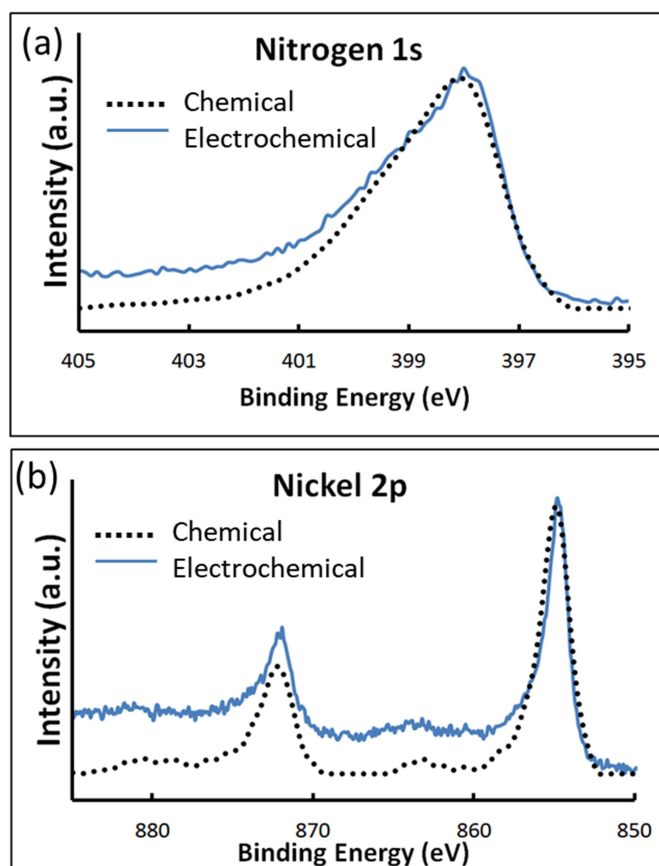 (a)
Nitrogen 1s
Chemical
Electrochemical
Intensity (a.u.)
405 403 401 399 397 395
Binding Energy (eV)
(b)
Nickel 2p
Chemical
Electrochemical
Intensity (a.u.)
880 870 860 850
Binding Energy (eV)